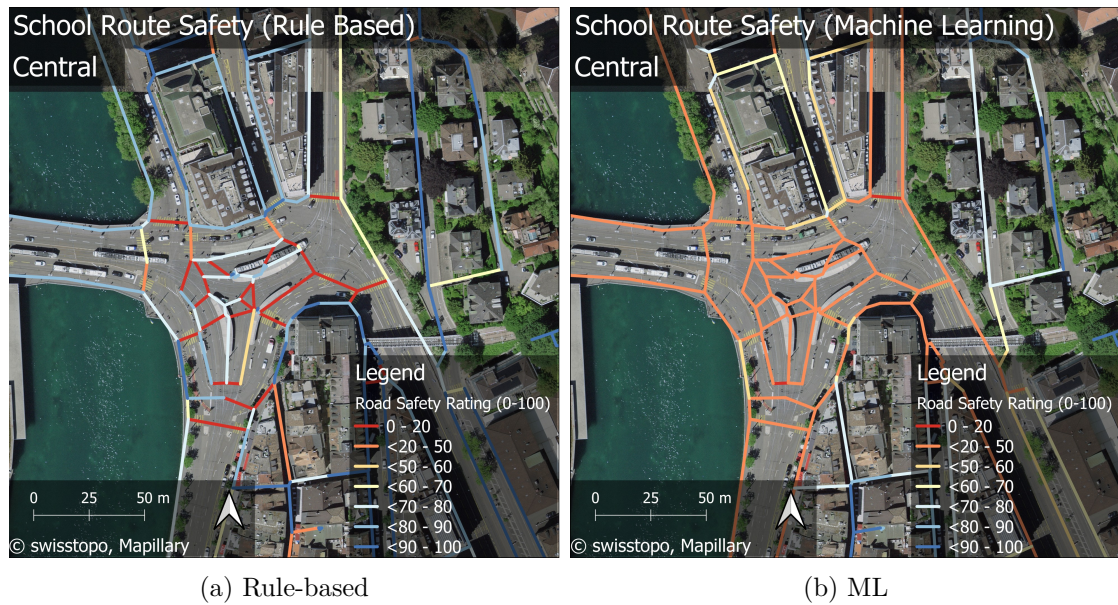 School Route Safety (Rule Based)
Central
Legend
Road Safety Rating (0-100)
0 - 20
<20 - 50
<50 - 60
<60 - 70
<70 - 80
<80 - 90
<90 - 100
0 25 50 m
© swisstopo, Mapillary
(a) Rule-based
School Route Safety (Machine Learning)
Central
Legend
Road Safety Rating (0-100)
0 - 20
<20 - 50
<50 - 60
<60 - 70
<70 - 80
<80 - 90
<90 - 100
0 25 50 m
© swisstopo, Mapillary
(b) ML